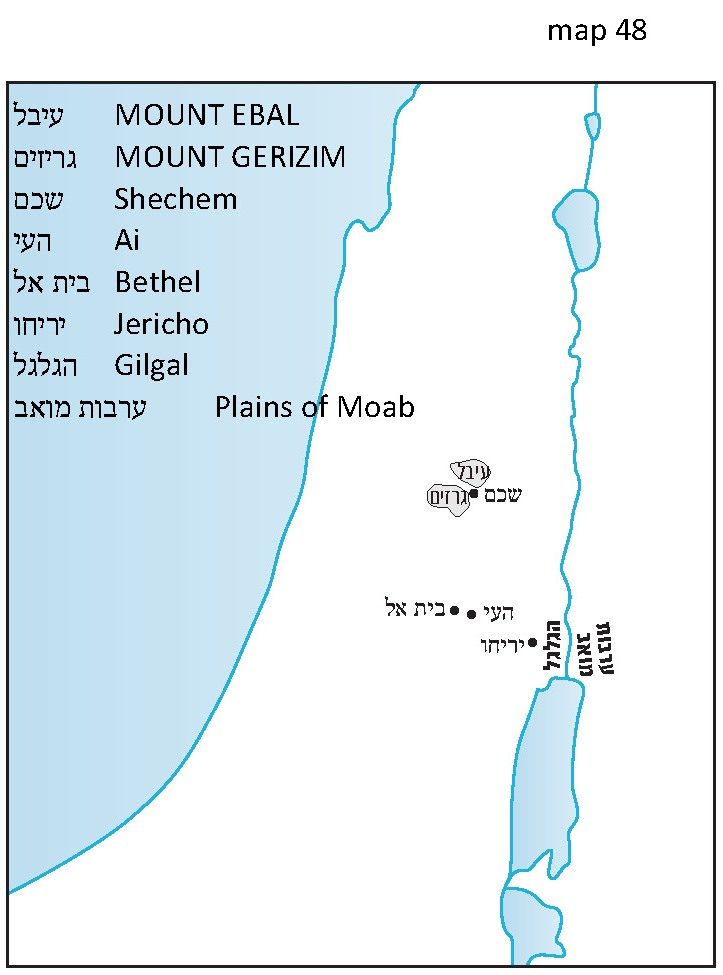 map 48
עיבל MOUNT EBAL
גריזים MOUNT GERIZIM
שכם Shechem
העי Ai
בית אל Bethel
יריחו Jericho
הגלגל Gilgal
ערבות מואב Plains of Moab
עיבל
גרזים
שכם
בית אל
העי
יריחו
הגלגל
ערבות
מואב